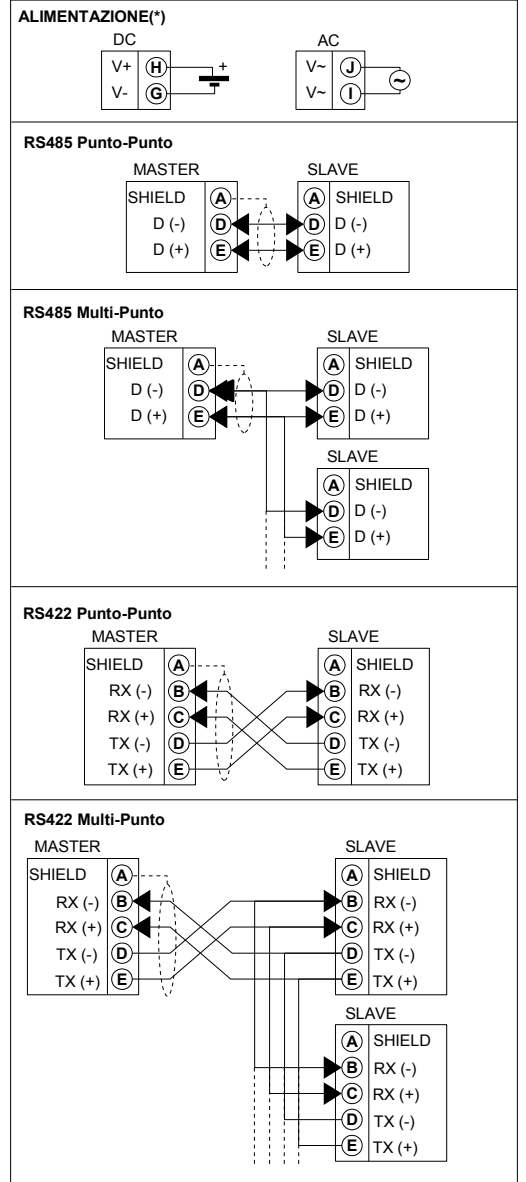 ALIMENTAZIONE(*)
DC AC
V+ H + V~ J
V- G V~ I ~
RS485 Punto-Punto
MASTER SLAVE
SHIELD A A SHIELD
D (-) D D D (-)
D (+) E E D (+)
RS485 Multi-Punto
MASTER SLAVE
SHIELD A A SHIELD
D (-) D D D (-)
D (+) E E D (+)
SLAVE
A SHIELD
D D (-)
E D (+)
RS422 Punto-Punto
MASTER SLAVE
SHIELD A A SHIELD
RX (-) B B RX (-)
RX (+) C C RX (+)
TX (-) D D TX (-)
TX (+) E E TX (+)
RS422 Multi-Punto
MASTER SLAVE
SHIELD A A SHIELD
RX (-) B B RX (-)
RX (+) C C RX (+)
TX (-) D D TX (-)
TX (+) E E TX (+)
SLAVE
A SHIELD
B RX (-)
C RX (+)
D TX (-)
E TX (+)